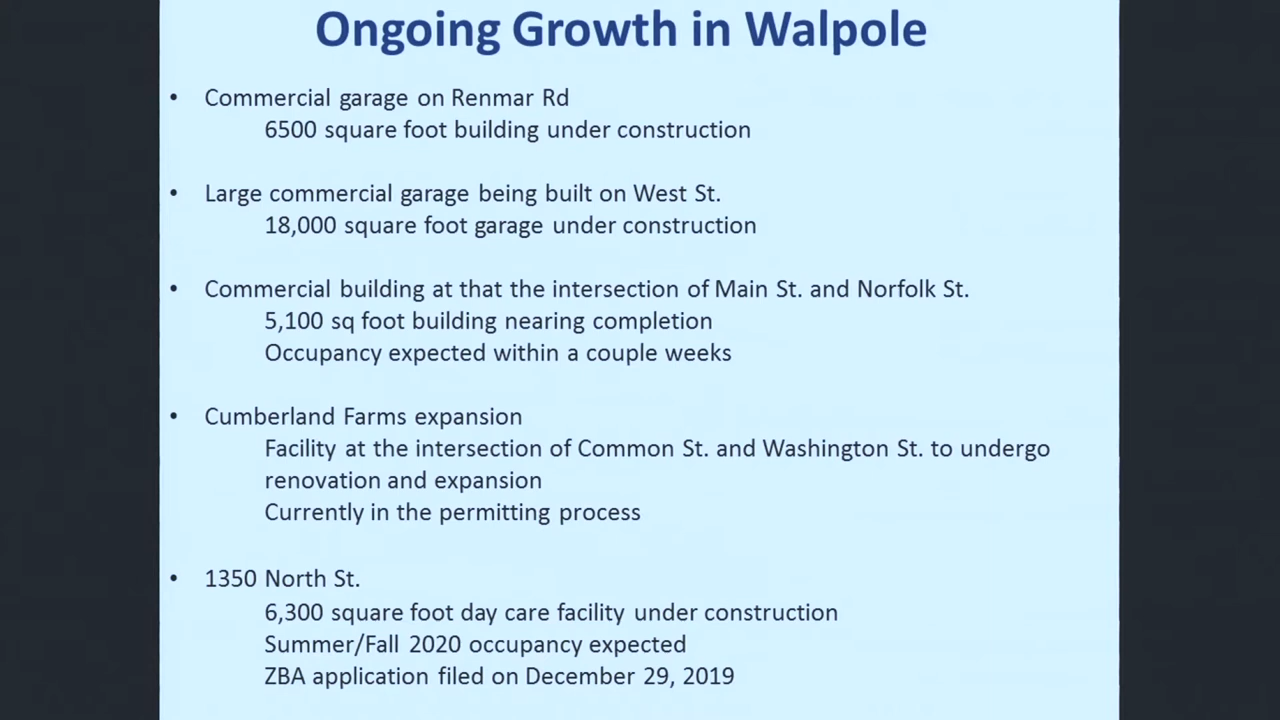 Ongoing Growth in Walpole
• Commercial garage on Renmar Rd
6500 square foot building under construction
• Large commercial garage being built on West St.
18,000 square foot garage under construction
• Commercial building at that the intersection of Main St. and Norfolk St.
5,100 sq foot building nearing completion
Occupancy expected within a couple weeks
• Cumberland Farms expansion
Facility at the intersection of Common St. and Washington St. to undergo
renovation and expansion
Currently in the permitting process
• 1350 North St.
6,300 square foot day care facility under construction
Summer/Fall 2020 occupancy expected
ZBA application filed on December 29, 2019